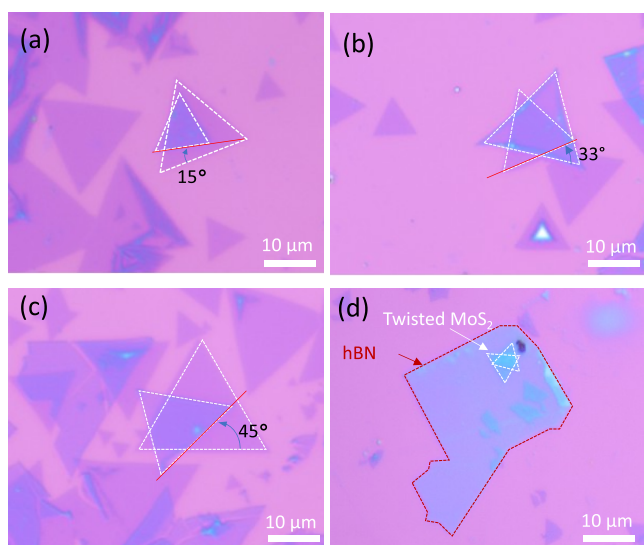 (a)
15°
10 μm
(b)
33°
10 μm
(c)
45°
10 μm
(d)
Twisted MoS₂
hBN
10 μm